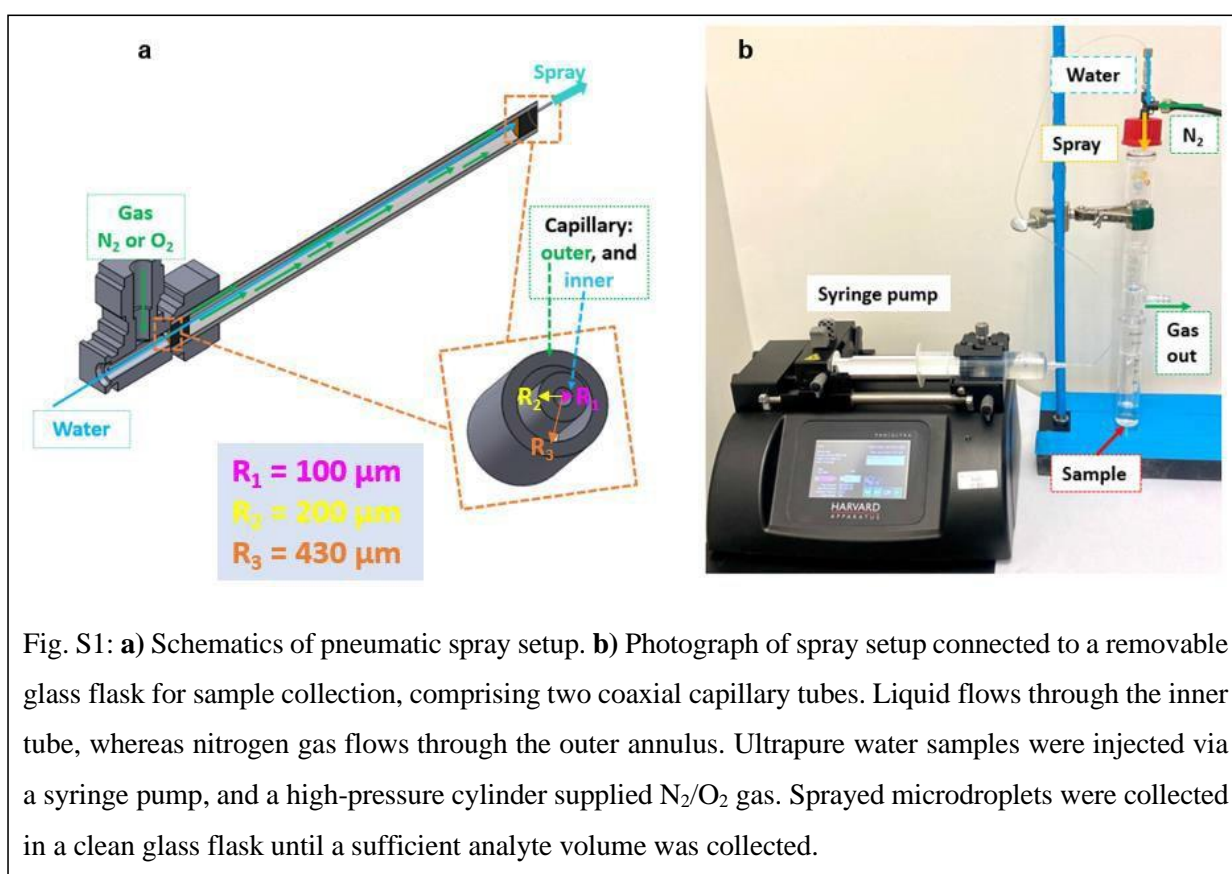 a
Spray
Gas
N₂ or O₂
Capillary:
outer, and
inner
R₂
R₁
R₃
Water
R₁ = 100 µm
R₂ = 200 µm
R₃ = 430 µm
b
Water
N₂
Spray
Syringe pump
Gas
out
Sample
HARVARD
APPARATUS
Fig. S1: a) Schematics of pneumatic spray setup. b) Photograph of spray setup connected to a removable
glass flask for sample collection, comprising two coaxial capillary tubes. Liquid flows through the inner
tube, whereas nitrogen gas flows through the outer annulus. Ultrapure water samples were injected via
a syringe pump, and a high-pressure cylinder supplied N₂/O₂ gas. Sprayed microdroplets were collected
in a clean glass flask until a sufficient analyte volume was collected.